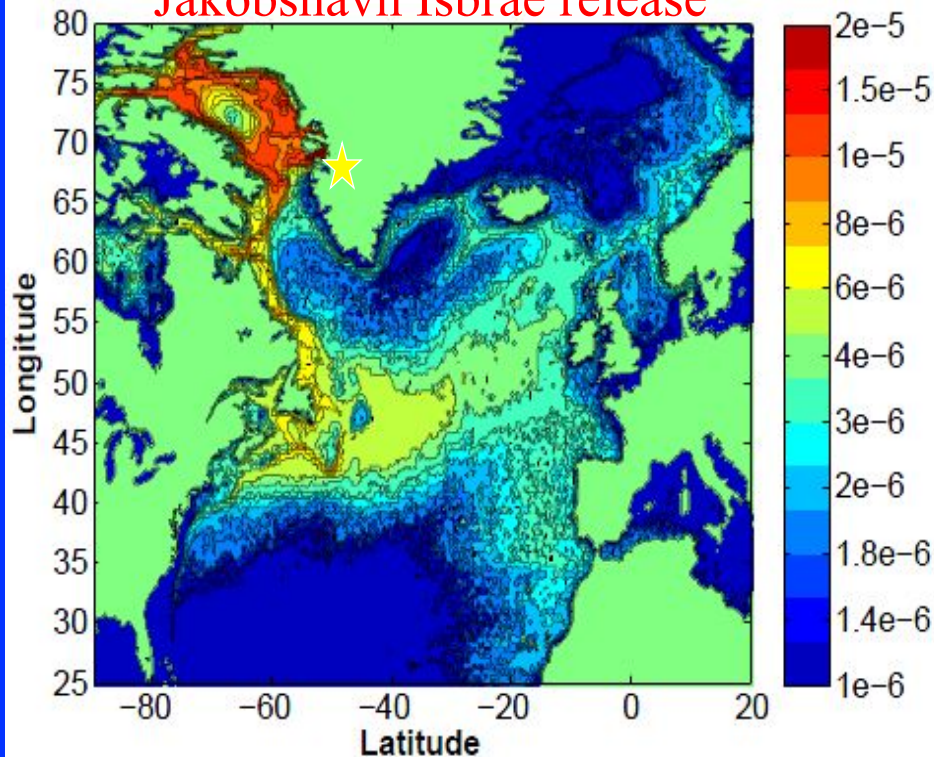 Jakobshavn Isbrae release
80
75
70
65
60
55
50
45
40
35
30
25
Longitude
−80 −60 −40 −20 0 20
Latitude
2e−5
1.5e−5
1e−5
8e−6
6e−6
4e−6
3e−6
2e−6
1.8e−6
1.4e−6
1e−6